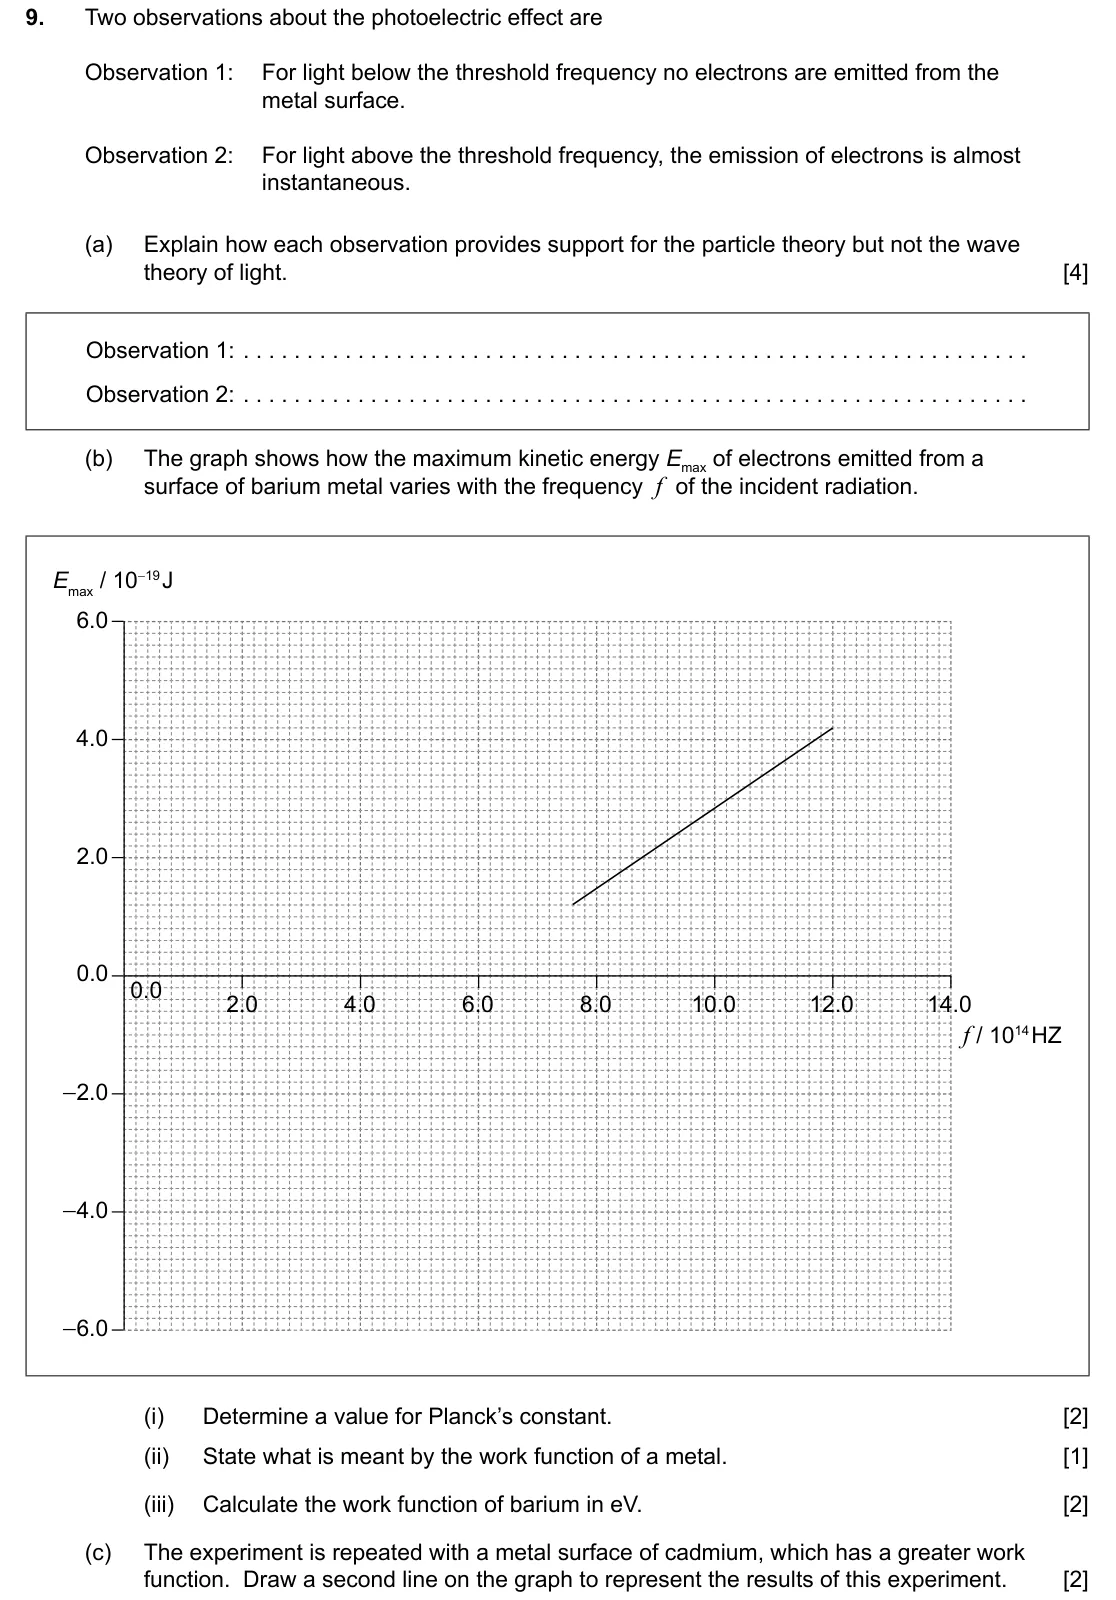 9. Two observations about the photoelectric effect are
Observation 1: For light below the threshold frequency no electrons are emitted from the
metal surface.
Observation 2: For light above the threshold frequency, the emission of electrons is almost
instantaneous.
(a) Explain how each observation provides support for the particle theory but not the wave
theory of light. [4]
Observation 1: . . . . . . . . . . . . . . . . . . . . . . . . . . . . . . . . . . . . . . . . . . . . . . . . . . . . . . . . . . . . . .
Observation 2: . . . . . . . . . . . . . . . . . . . . . . . . . . . . . . . . . . . . . . . . . . . . . . . . . . . . . . . . . . . . . .
(b) The graph shows how the maximum kinetic energy Emax of electrons emitted from a
surface of barium metal varies with the frequency f of the incident radiation.
Emax / 10⁻¹⁹J
6.0
4.0
2.0
0.0
0.0 2.0 4.0 6.0 8.0 10.0 12.0 14.0
f / 10¹⁴HZ
–2.0
–4.0
–6.0
(i) Determine a value for Planck’s constant. [2]
(ii) State what is meant by the work function of a metal. [1]
(iii) Calculate the work function of barium in eV. [2]
(c) The experiment is repeated with a metal surface of cadmium, which has a greater work
function. Draw a second line on the graph to represent the results of this experiment. [2]